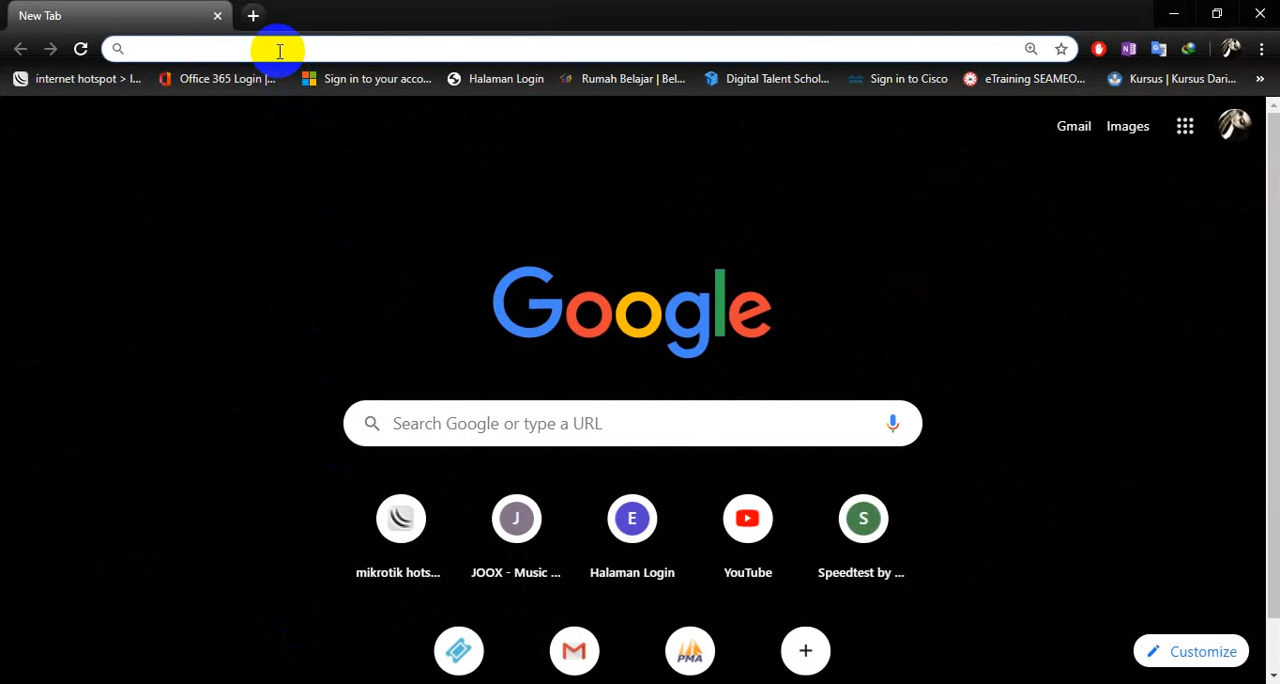 New Tab
internet hotspot > I...
Office 365 Login |...
Sign in to your acco...
Halaman Login
Rumah Belajar | Bel...
Digital Talent Schol...
Sign in to Cisco
eTraining SEAMEO...
Kursus | Kursus Dari...
»
Gmail
Images
Google
Search Google or type a URL
J
E
S
mikrotik hots...
JOOX - Music ...
Halaman Login
YouTube
Speedtest by ...
PMA
Customize